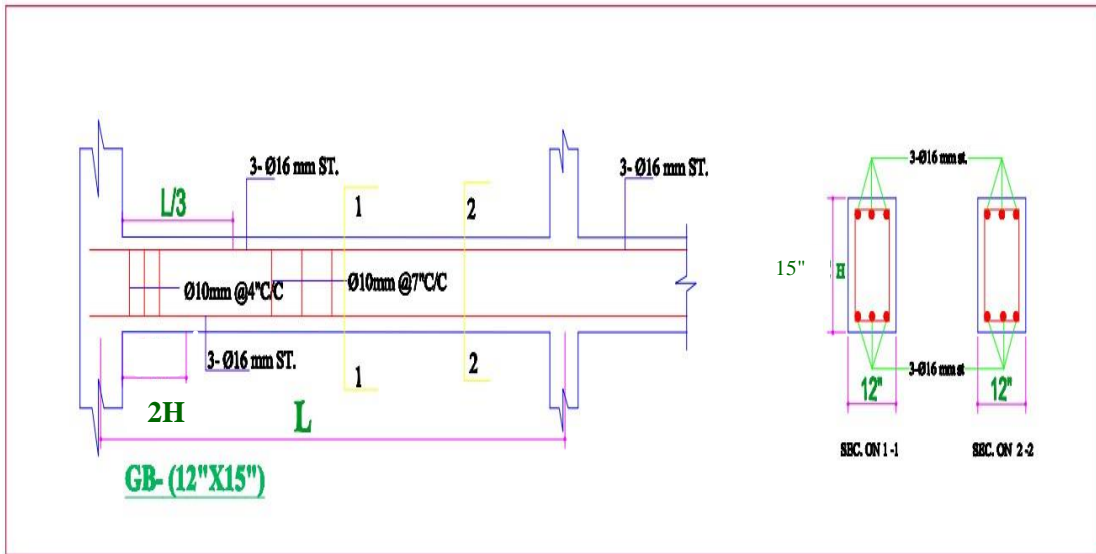 3- Ø16 mm ST.
3- Ø16 mm ST.
3-Ø16 mm st.
L/3
1
2
Ø10mm @4"C/C
Ø10mm @7"C/C
15"
H
3- Ø16 mm ST.
1
2
3-Ø16 mm st
2H
L
12"
12"
GB- (12"X15")
SEC. ON 1 -1
SEC. ON 2 -2